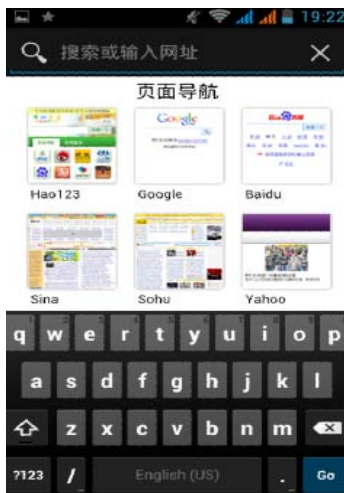 19:22
搜索或输入网址
页面导航
Hao123 Google Baidu
Sina Sohu Yahoo
q w e r t y u i o p
a s d f g h j k l
z x c v b n m
?123 / English (US) . Go